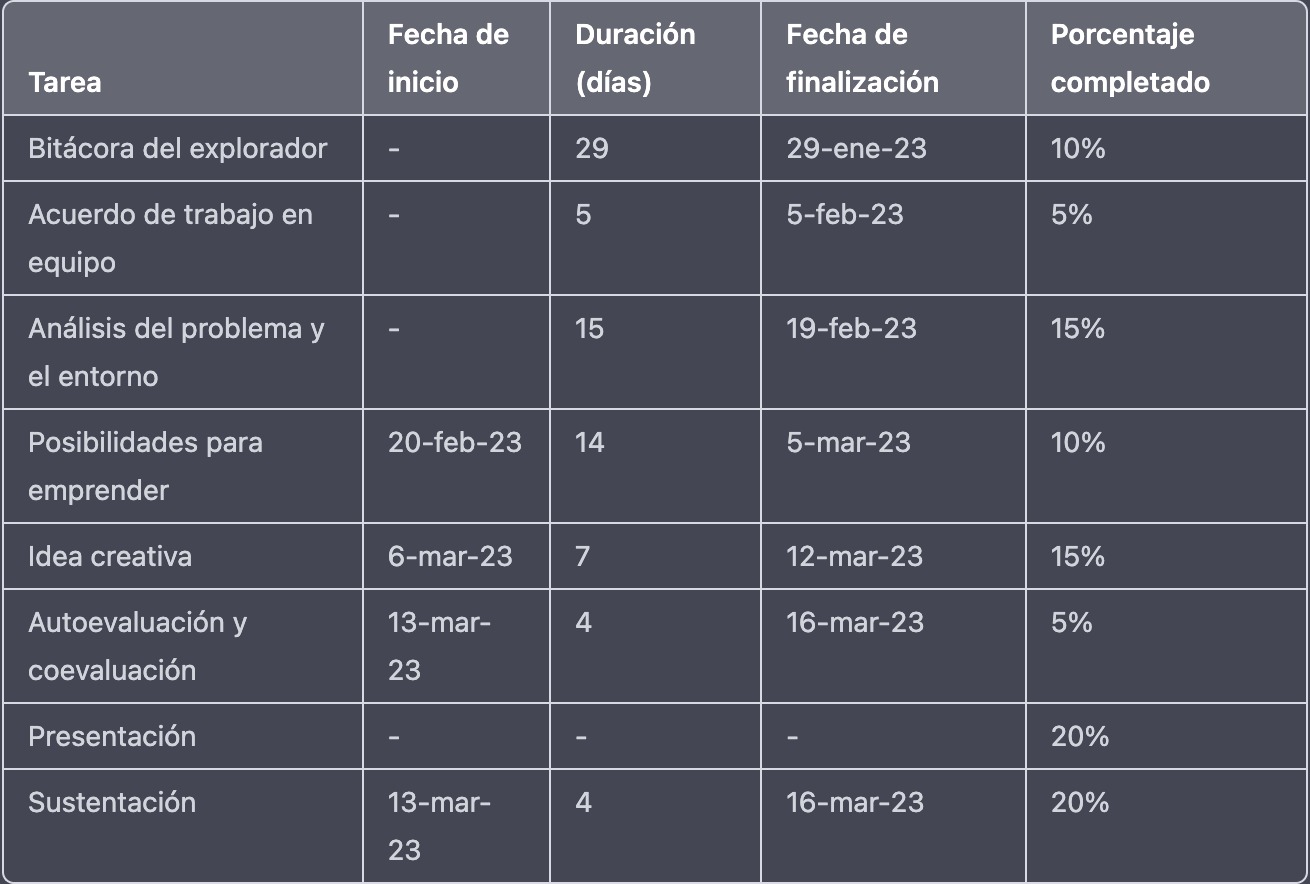 Tarea | Fecha de inicio | Duración (días) | Fecha de finalización | Porcentaje completado
Bitácora del explorador | - | 29 | 29-ene-23 | 10%
Acuerdo de trabajo en equipo | - | 5 | 5-feb-23 | 5%
Análisis del problema y el entorno | - | 15 | 19-feb-23 | 15%
Posibilidades para emprender | 20-feb-23 | 14 | 5-mar-23 | 10%
Idea creativa | 6-mar-23 | 7 | 12-mar-23 | 15%
Autoevaluación y coevaluación | 13-mar-23 | 4 | 16-mar-23 | 5%
Presentación | - | - | - | 20%
Sustentación | 13-mar-23 | 4 | 16-mar-23 | 20%